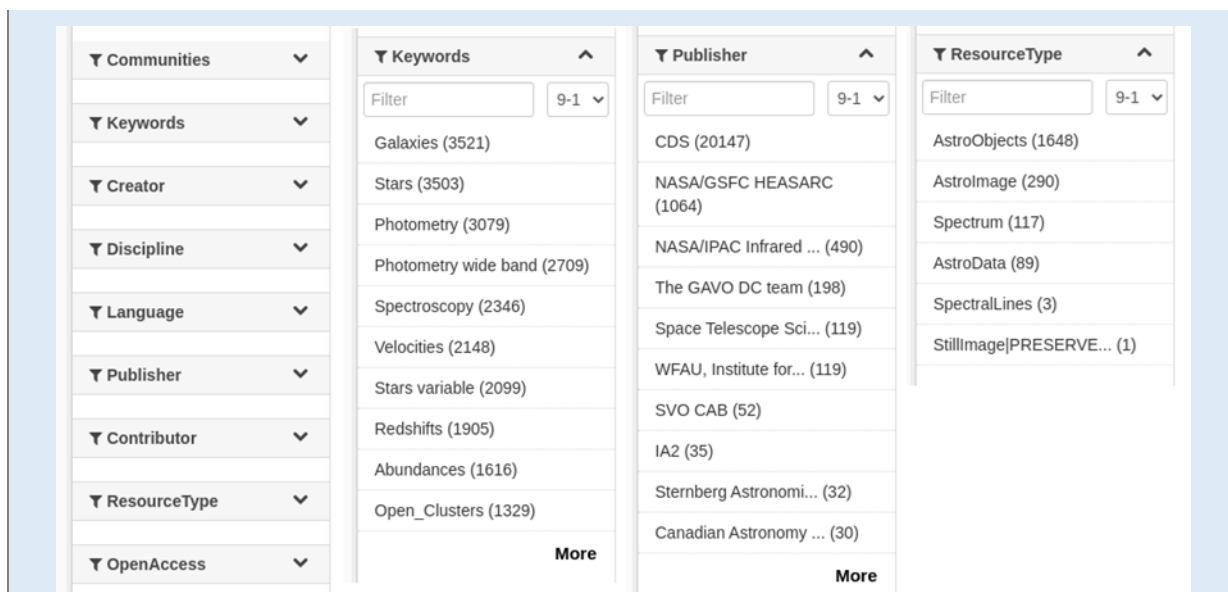 Communities
Keywords
Creator
Discipline
Language
Publisher
Contributor
ResourceType
OpenAccess
Keywords
Filter
9-1
Galaxies (3521)
Stars (3503)
Photometry (3079)
Photometry wide band (2709)
Spectroscopy (2346)
Velocities (2148)
Stars variable (2099)
Redshifts (1905)
Abundances (1616)
Open_Clusters (1329)
More
Publisher
Filter
9-1
CDS (20147)
NASA/GSFC HEASARC
(1064)
NASA/IPAC Infrared ... (490)
The GAVO DC team (198)
Space Telescope Sci... (119)
WFAU, Institute for... (119)
SVO CAB (52)
IA2 (35)
Sternberg Astronomi... (32)
Canadian Astronomy ... (30)
More
ResourceType
Filter
9-1
AstroObjects (1648)
AstroImage (290)
Spectrum (117)
AstroData (89)
SpectralLines (3)
StillImage|PRESERVE... (1)